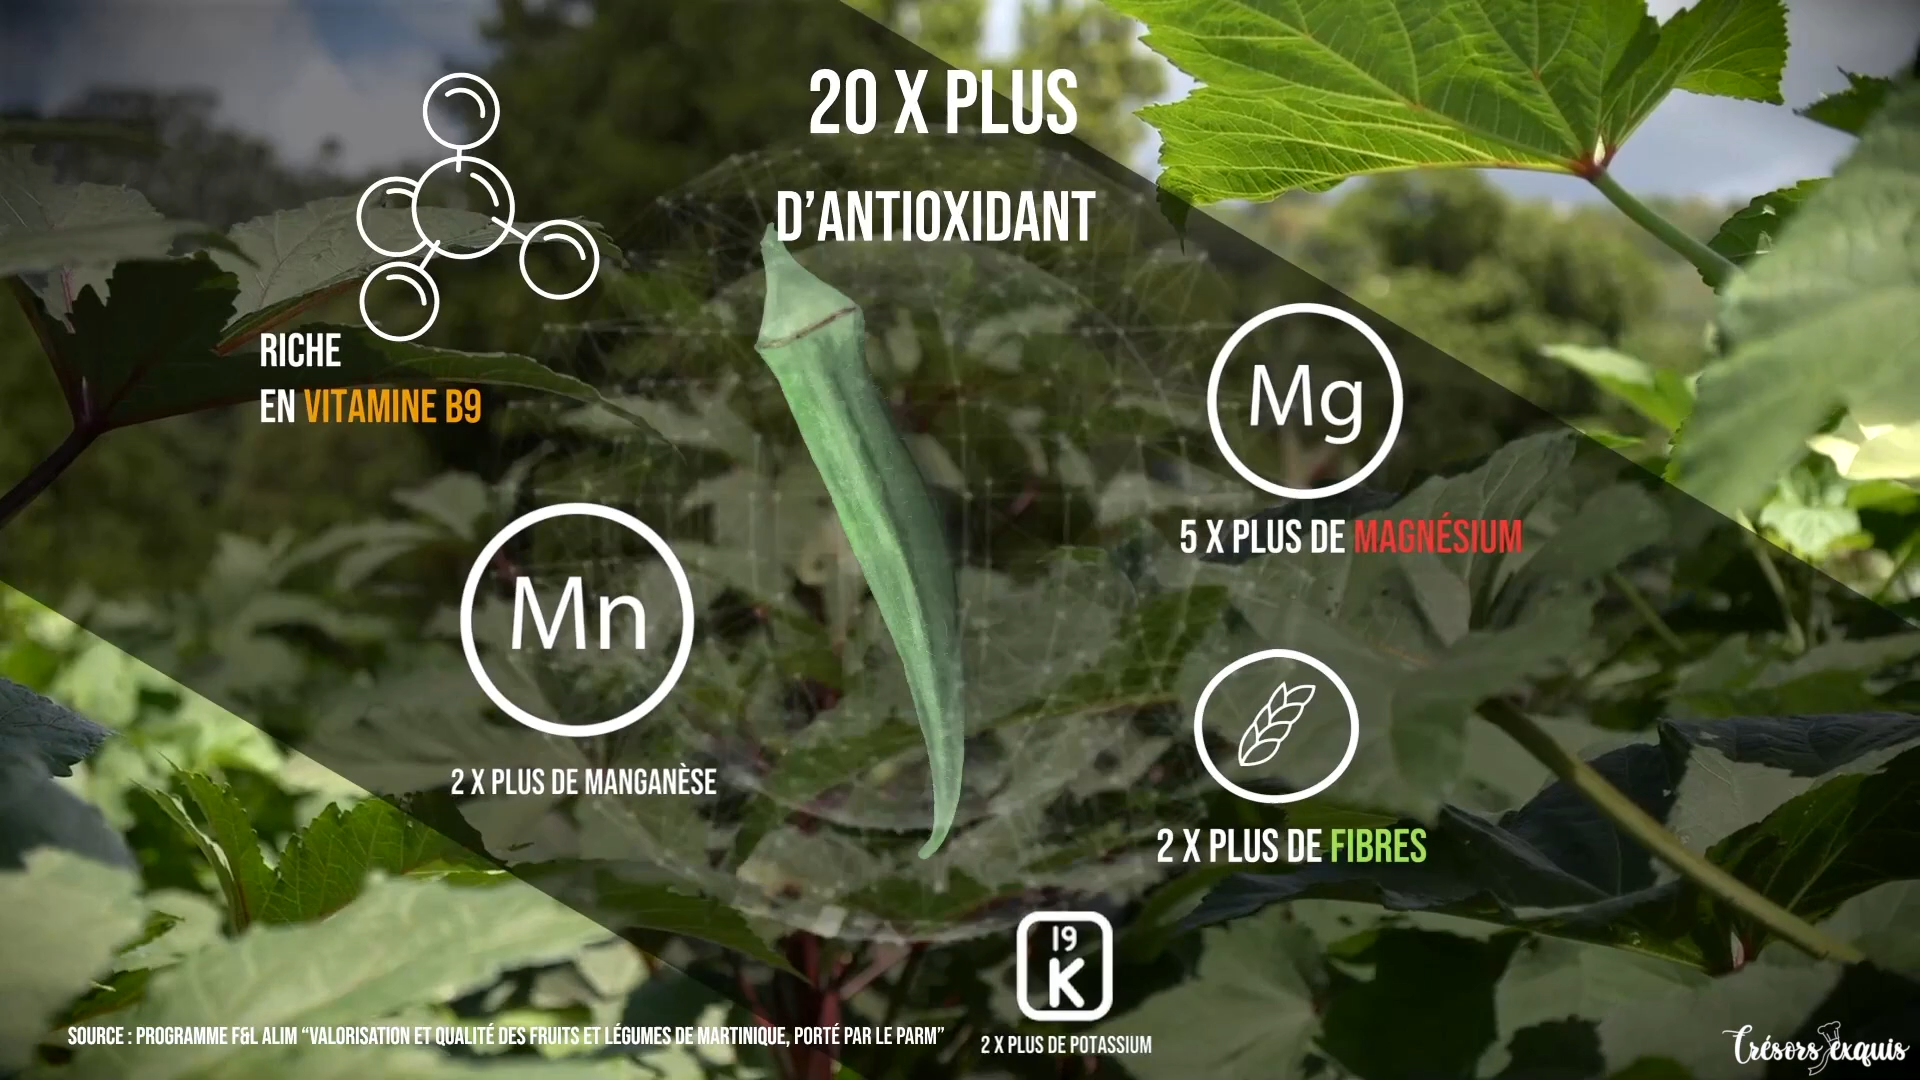 20 X PLUS
D'ANTIOXIDANT
RICHE
EN VITAMINE B9
Mg
5 X PLUS DE MAGNÉSIUM
Mn
2 X PLUS DE MANGANÈSE
2 X PLUS DE FIBRES
19
K
2 X PLUS DE POTASSIUM
SOURCE : PROGRAMME F&L ALIM “VALORISATION ET QUALITÉ DES FRUITS ET LÉGUMES DE MARTINIQUE, PORTÉ PAR LE PARM”
Trésors exquis